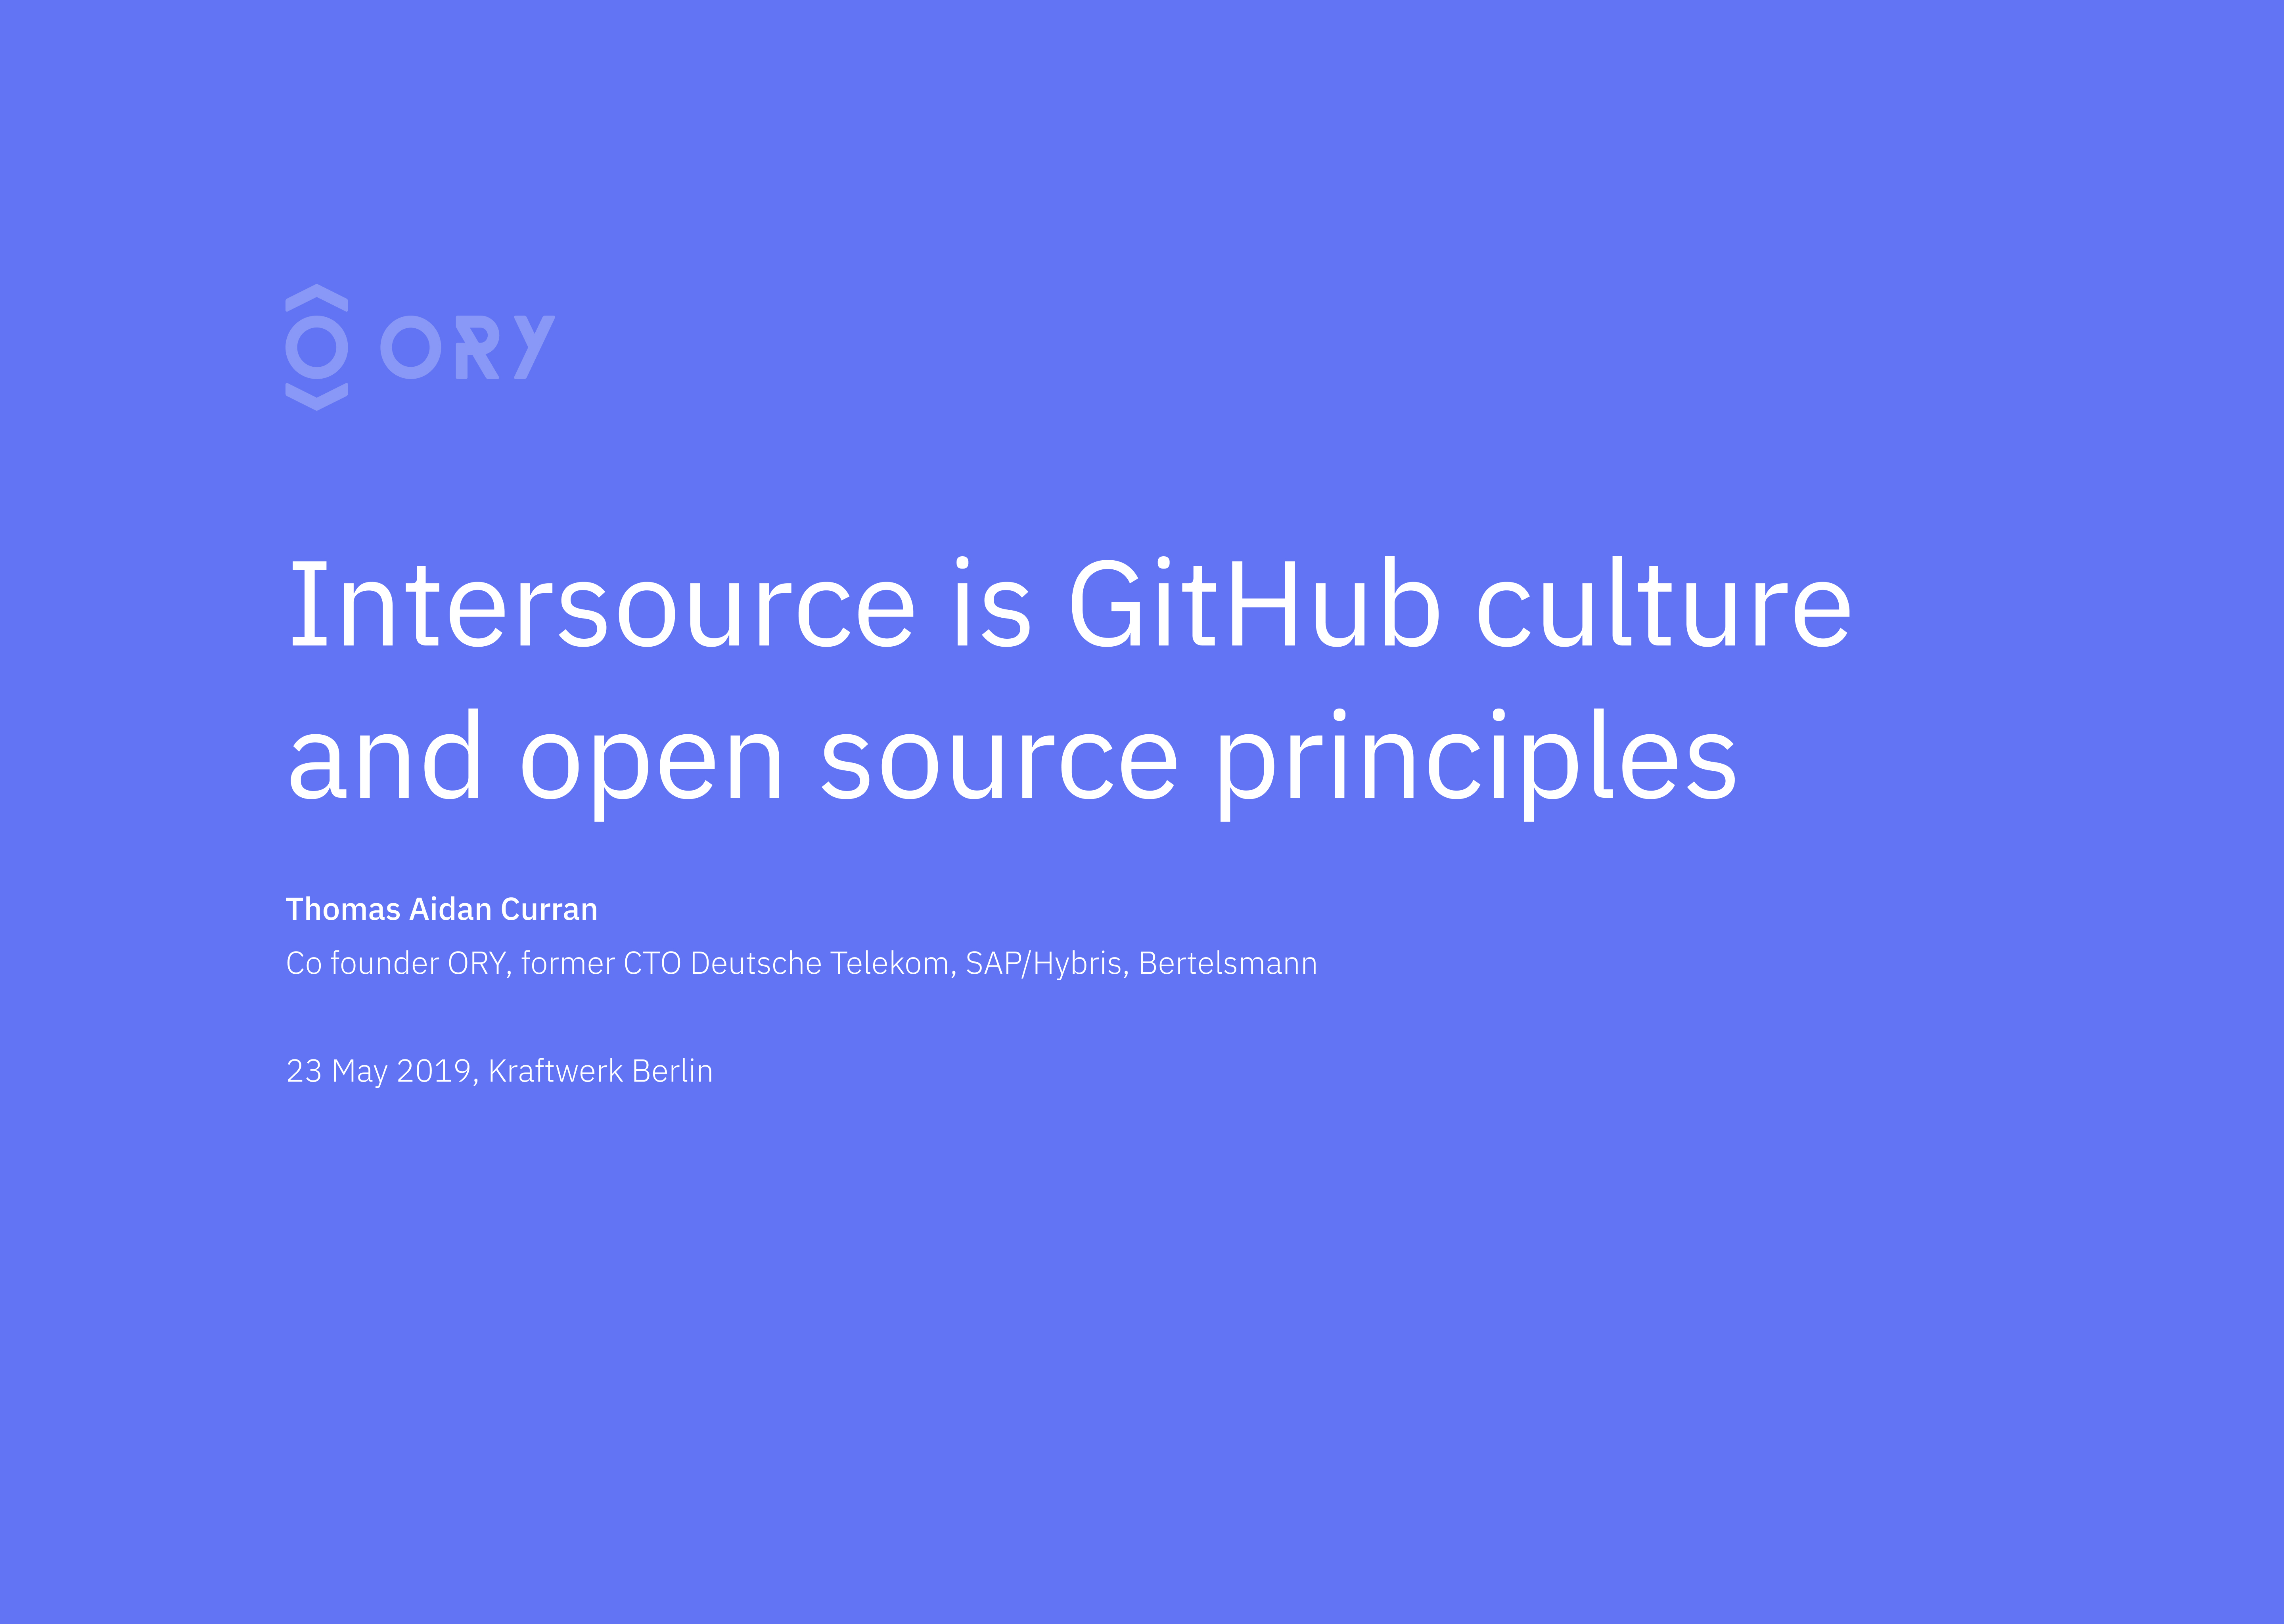 ORY
Intersource is GitHub culture
and open source principles
Thomas Aidan Curran
Co founder ORY, former CTO Deutsche Telekom, SAP/Hybris, Bertelsmann
23 May 2019, Kraftwerk Berlin